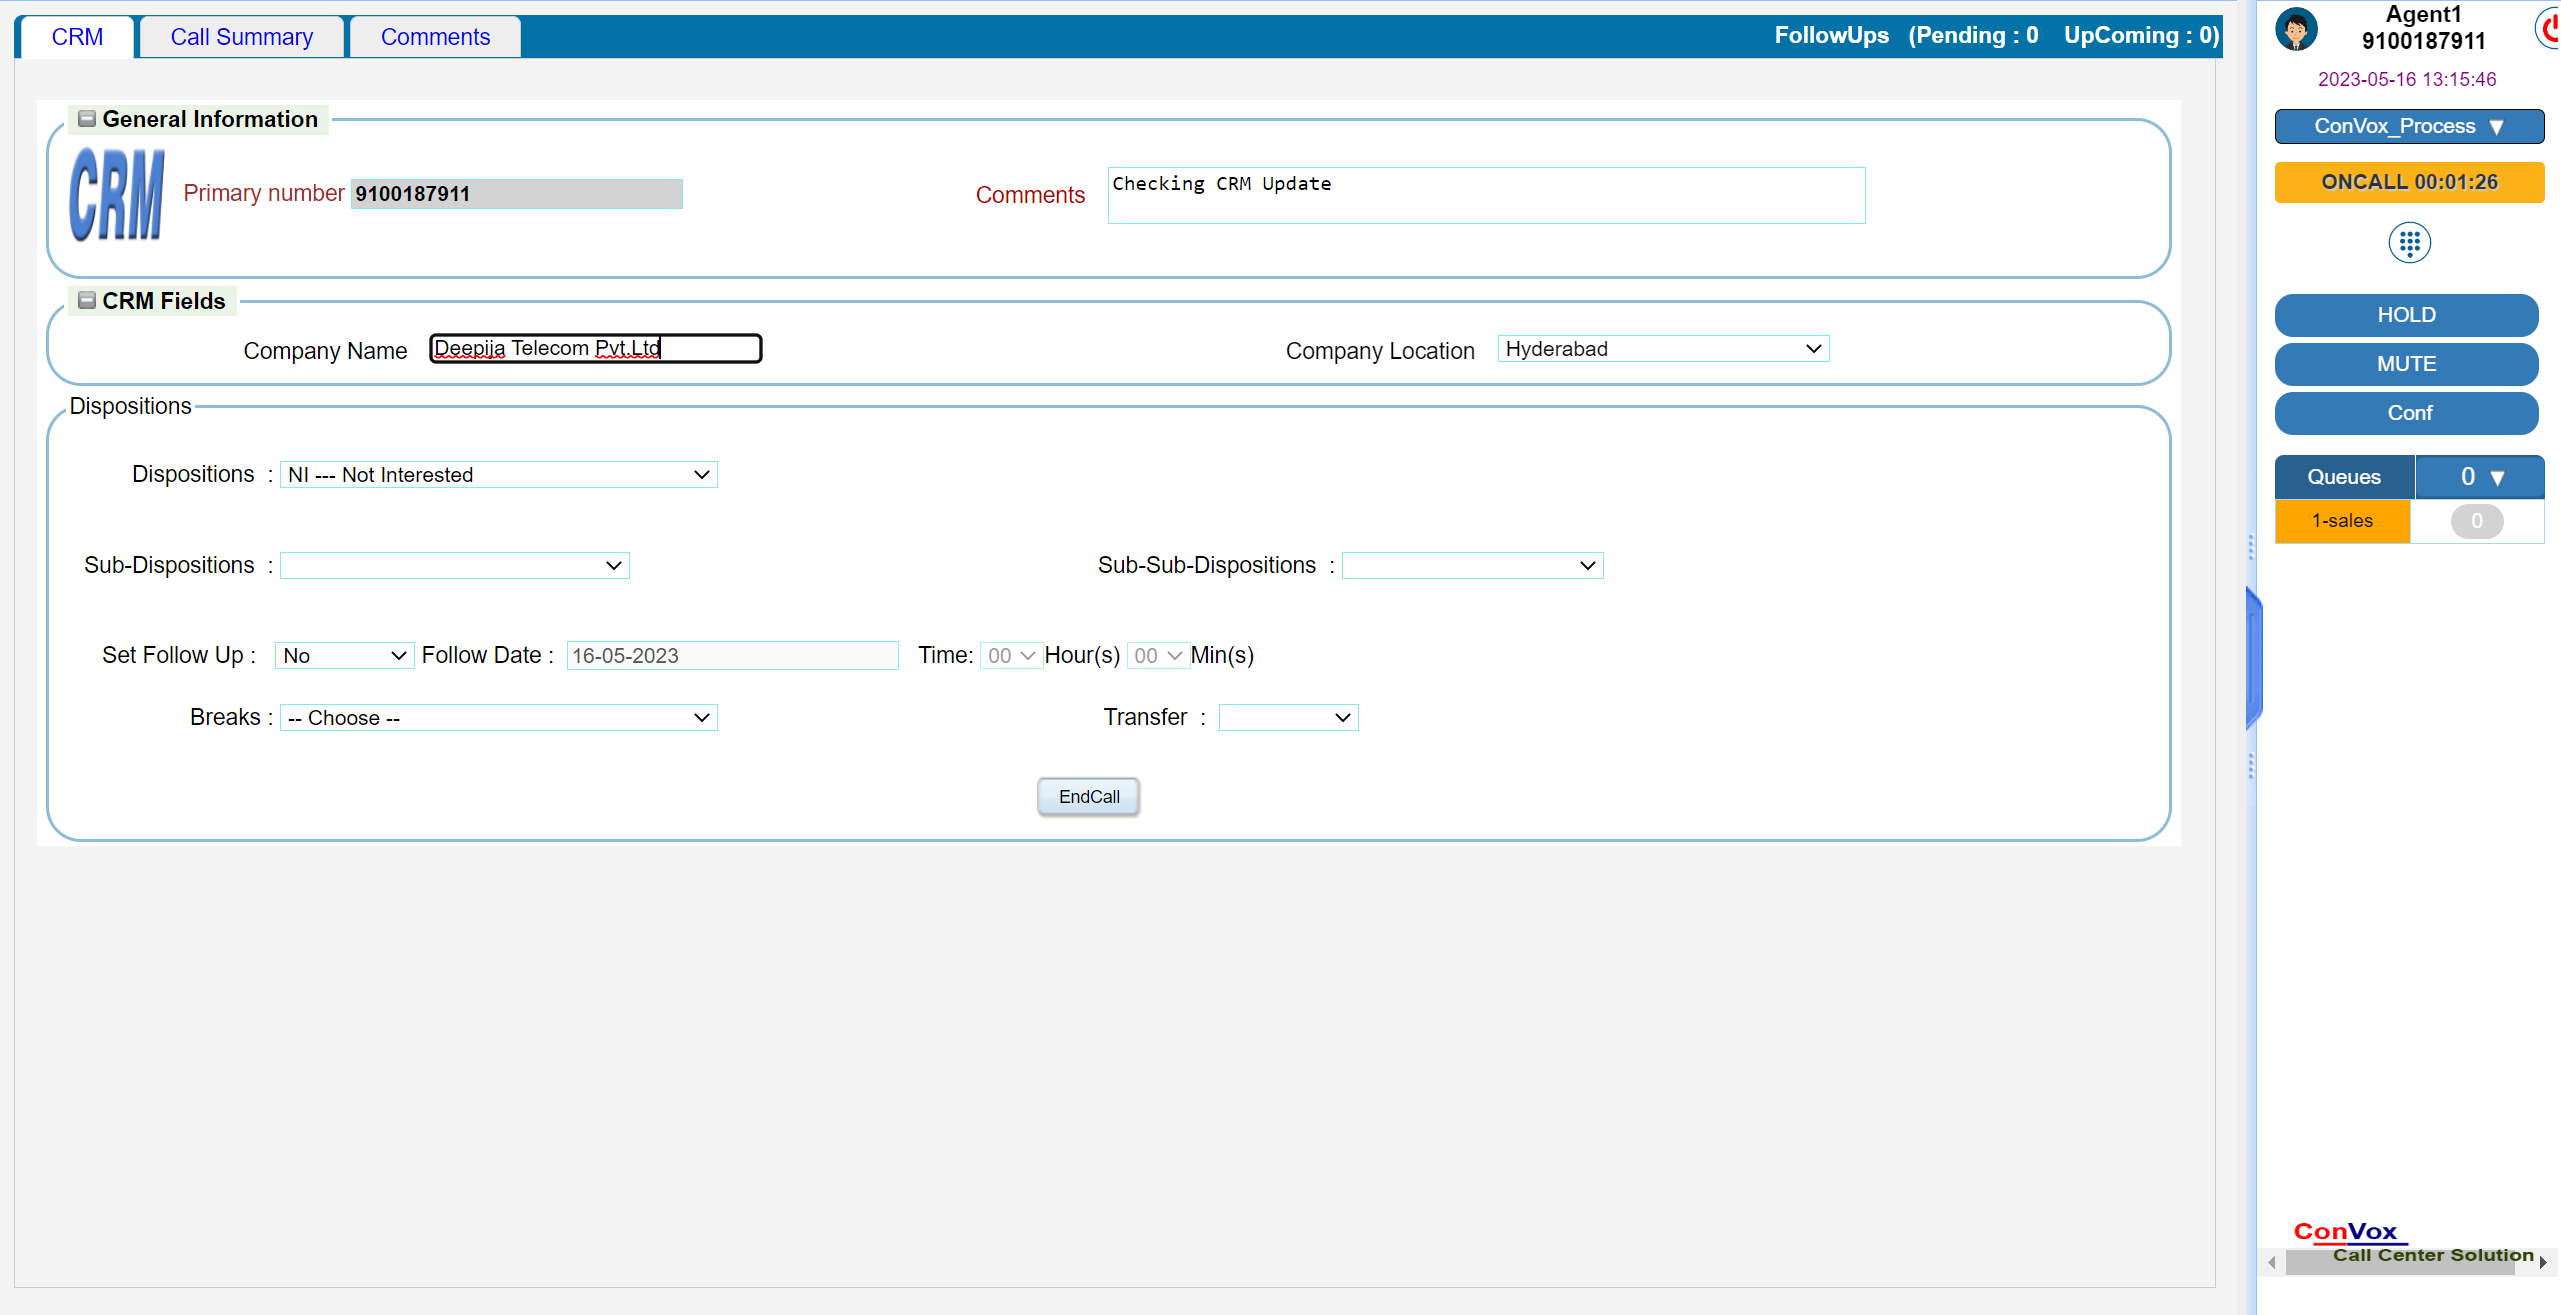 CRM
Call Summary
Comments
FollowUps (Pending : 0 UpComing : 0)
General Information
CRM
Primary number 9100187911
Comments Checking CRM Update
CRM Fields
Company Name Deepija Telecom Pvt.Ltd
Company Location Hyderabad
Dispositions
Dispositions : NI --- Not Interested
Sub-Dispositions :
Sub-Sub-Dispositions :
Set Follow Up : No Follow Date : 16-05-2023 Time: 00 Hour(s) 00 Min(s)
Breaks : -- Choose --
Transfer :
EndCall
Agent1
9100187911
2023-05-16 13:15:46
ConVox_Process ▼
ONCALL 00:01:26
HOLD
MUTE
Conf
Queues 0 ▼
1-sales 0
ConVox
Call Center Solution